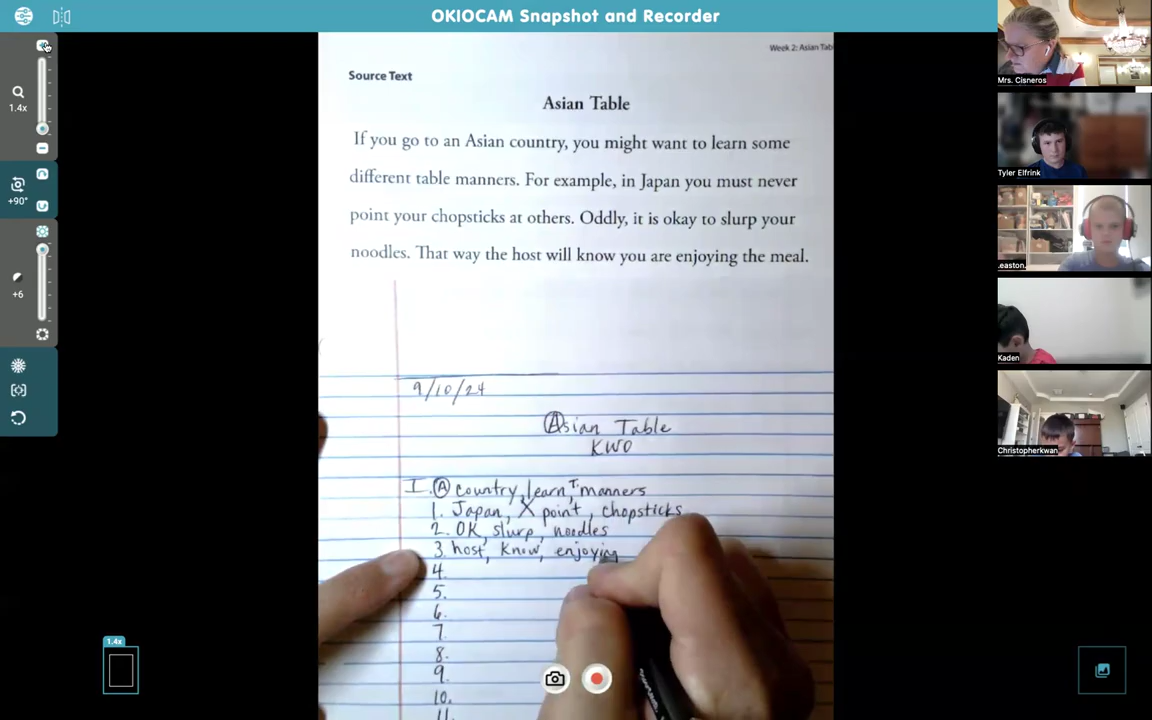 OKIOCAM Snapshot and Recorder
Week 2: Asian Tab
Source Text
Asian Table
If you go to an Asian country, you might want to learn some
different table manners. For example, in Japan you must never
point your chopsticks at others. Oddly, it is okay to slurp your
noodles. That way the host will know you are enjoying the meal.
9/10/24
Asian Table
KWO
I. A country, learn, T. manners
1. Japan, X point, chopsticks
2. OK, slurp, noodles
3. host, know, enjoying
4.
5.
6.
7.
8.
9.
10.
11.
1.4x
+90°
+6
1.4x
Mrs. Cisneros
Tyler Elfrink
.easton.
Kaden
Christopherkwan